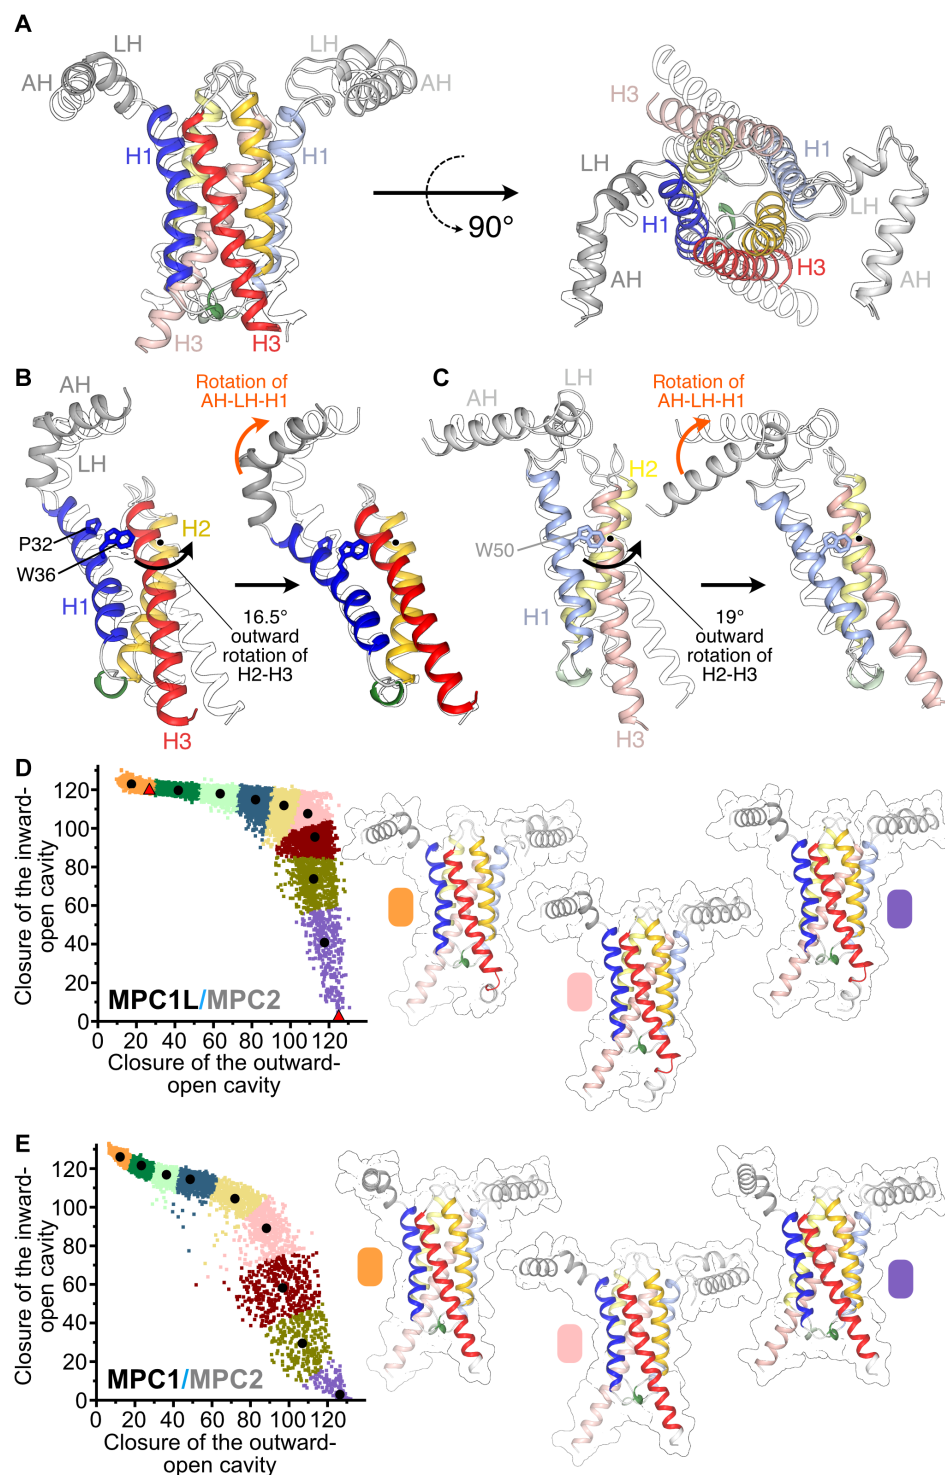 A
LH
AH
H1
LH
AH
H1
H3
H3
90°
H3
LH
H1
H1
LH
H3
AH
AH
B
AH
LH
P32
W36
H1
H2
H3
16.5°
outward
rotation of
H2-H3
Rotation of
AH-LH-H1
C
AH
LH
H2
W50
H1
H3
19°
outward
rotation of
H2-H3
Rotation of
AH-LH-H1
D
Closure of the inward-
open cavity
120
100
80
60
40
20
0
MPC1L/MPC2
0 20 40 60 80 100 120
Closure of the outward-
open cavity
E
Closure of the inward-
open cavity
120
100
80
60
40
20
0
MPC1/MPC2
0 20 40 60 80 100 120
Closure of the outward-
open cavity